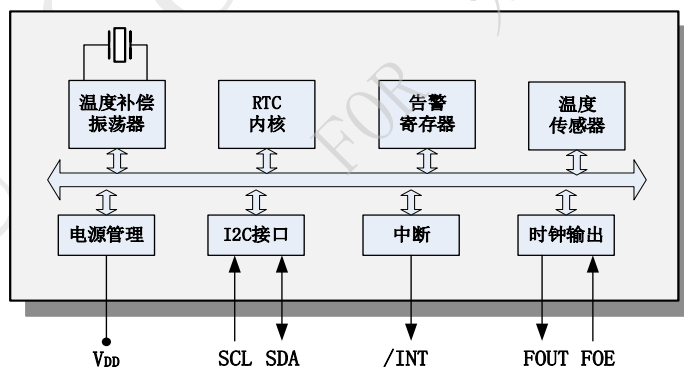 温度补偿
振荡器
RTC
内核
告警
寄存器
温度
传感器
电源管理
I2C接口
中断
时钟输出
VDD
SCL SDA
/INT
FOUT FOE
FOR